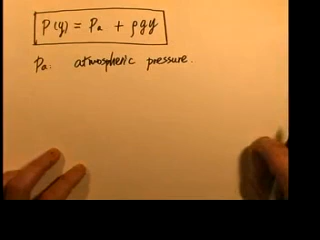 P(y) = Pa + ρgy
Pa: atmospheric pressure.